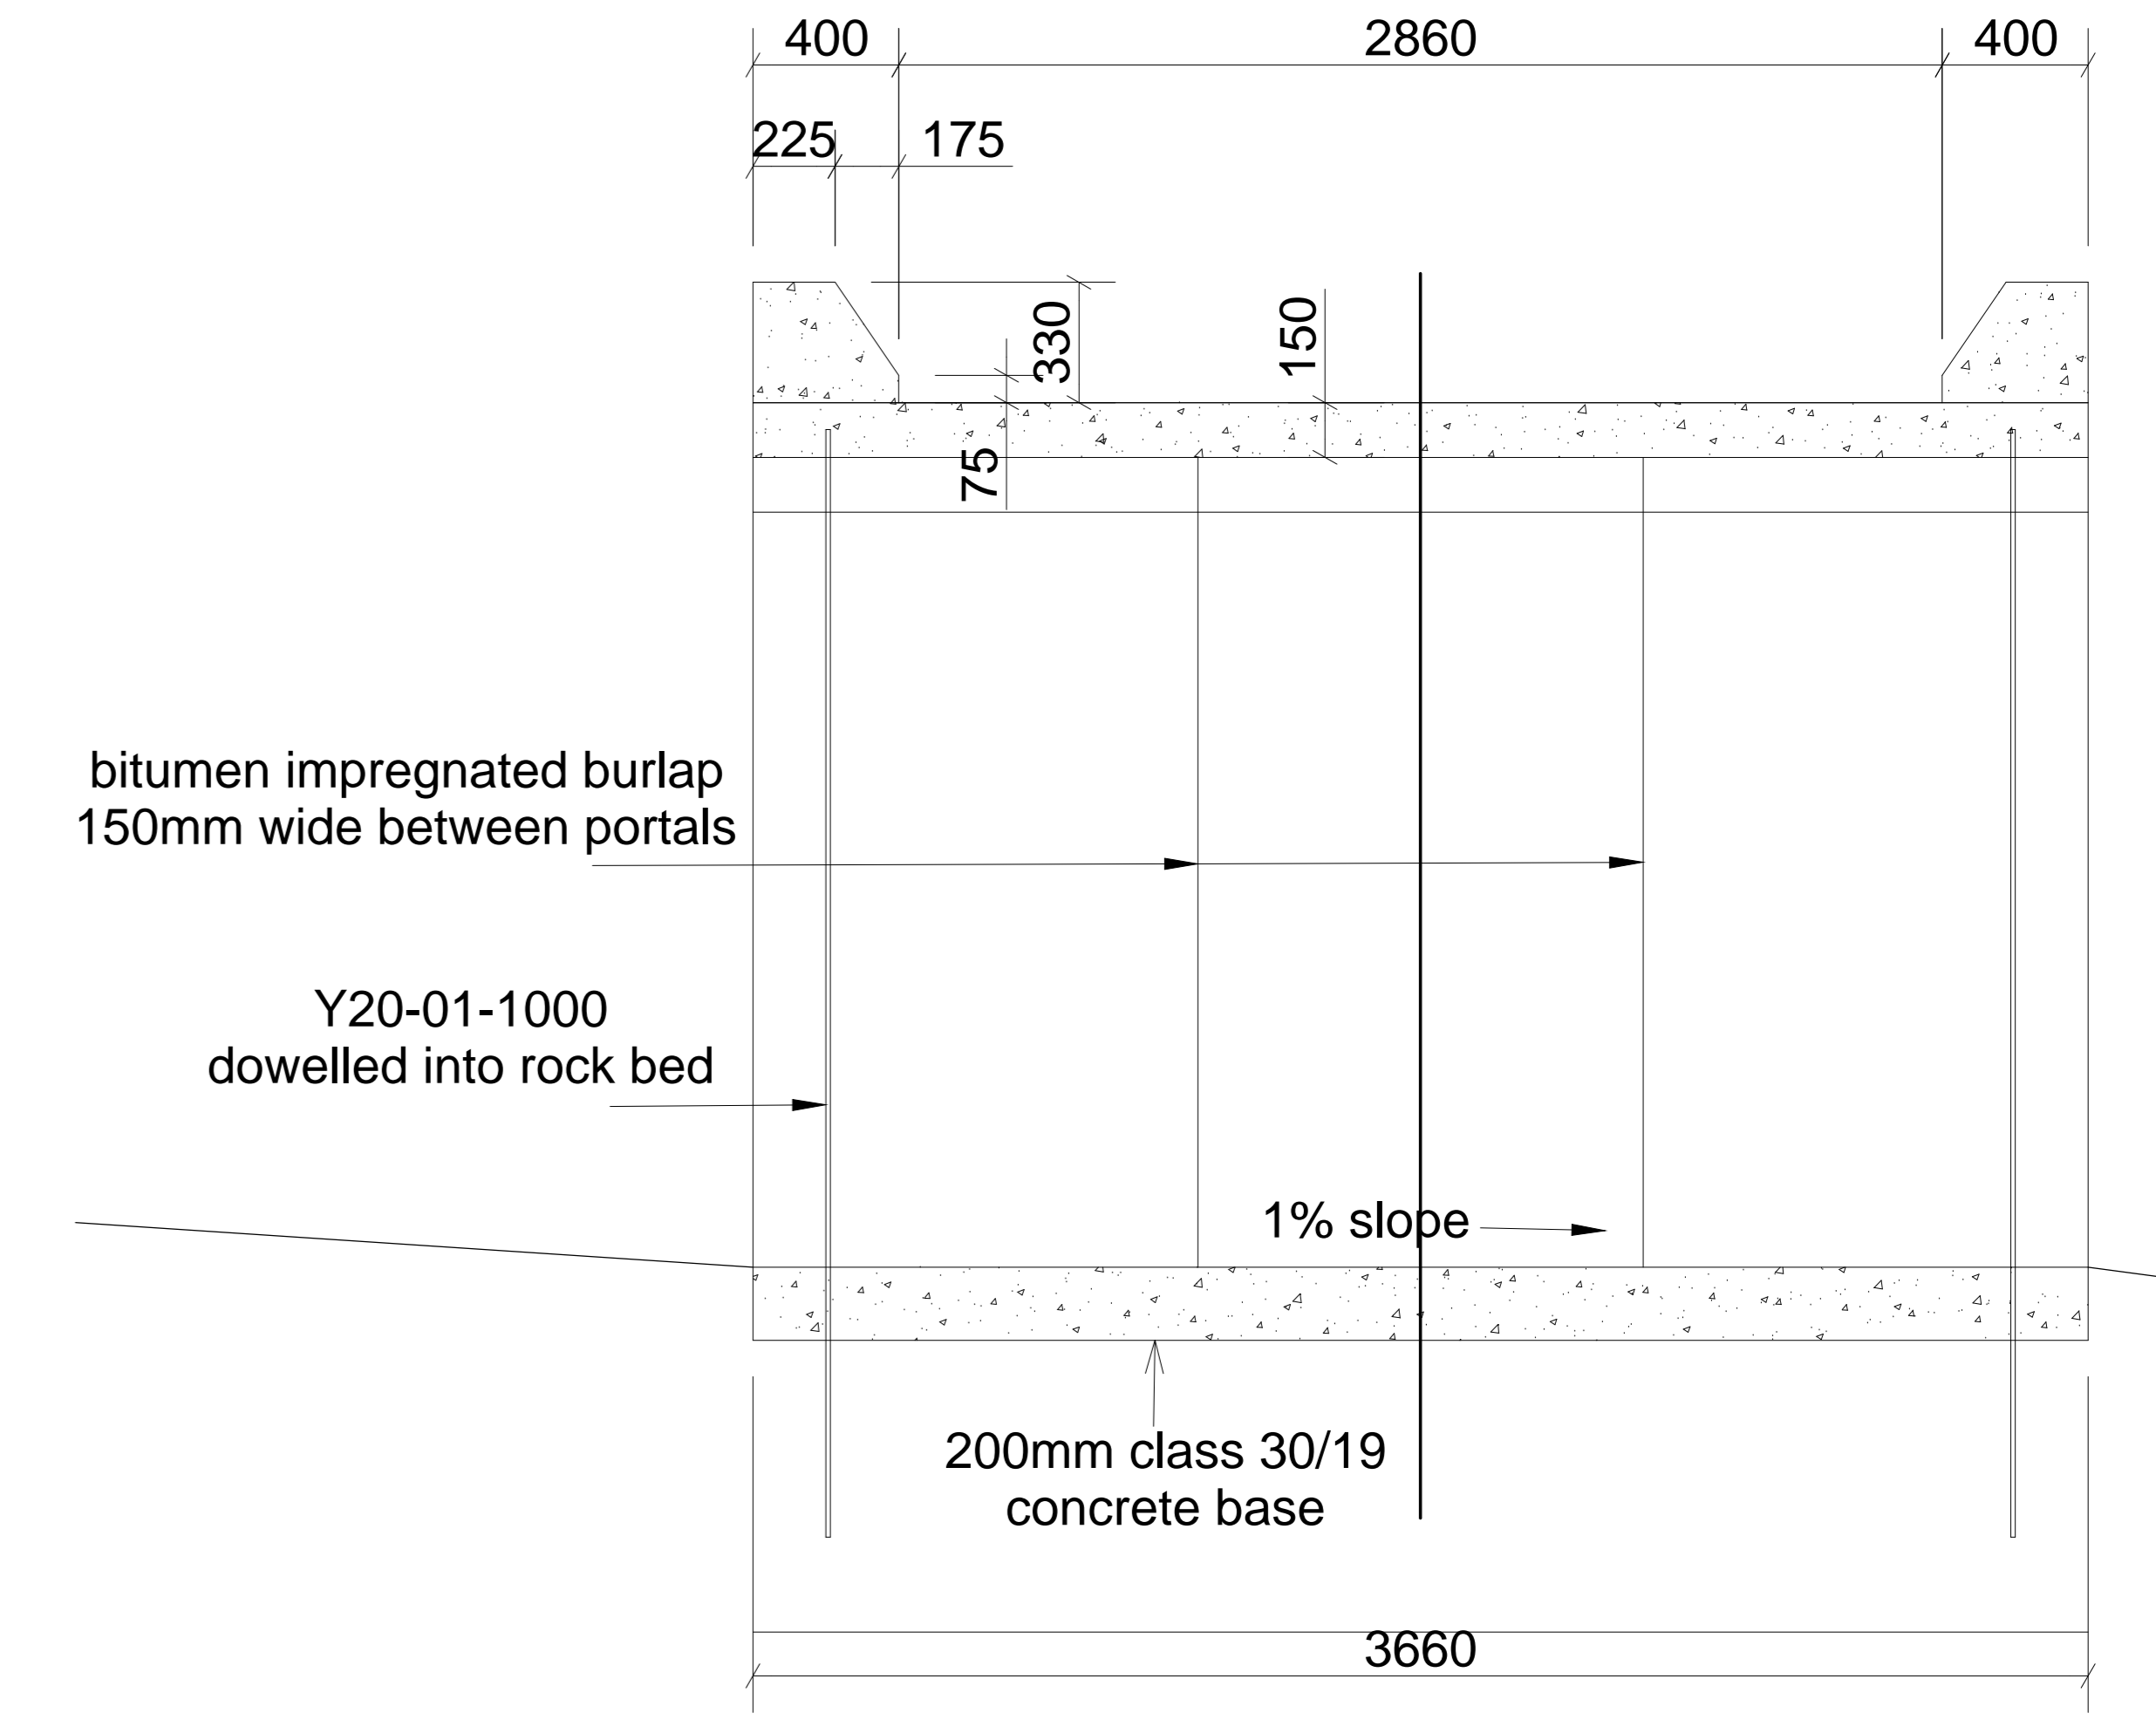 400 2860 400
225 175
330
150
75
bitumen impregnated burlap
150mm wide between portals
Y20-01-1000
dowelled into rock bed
1% slope
200mm class 30/19
concrete base
3660